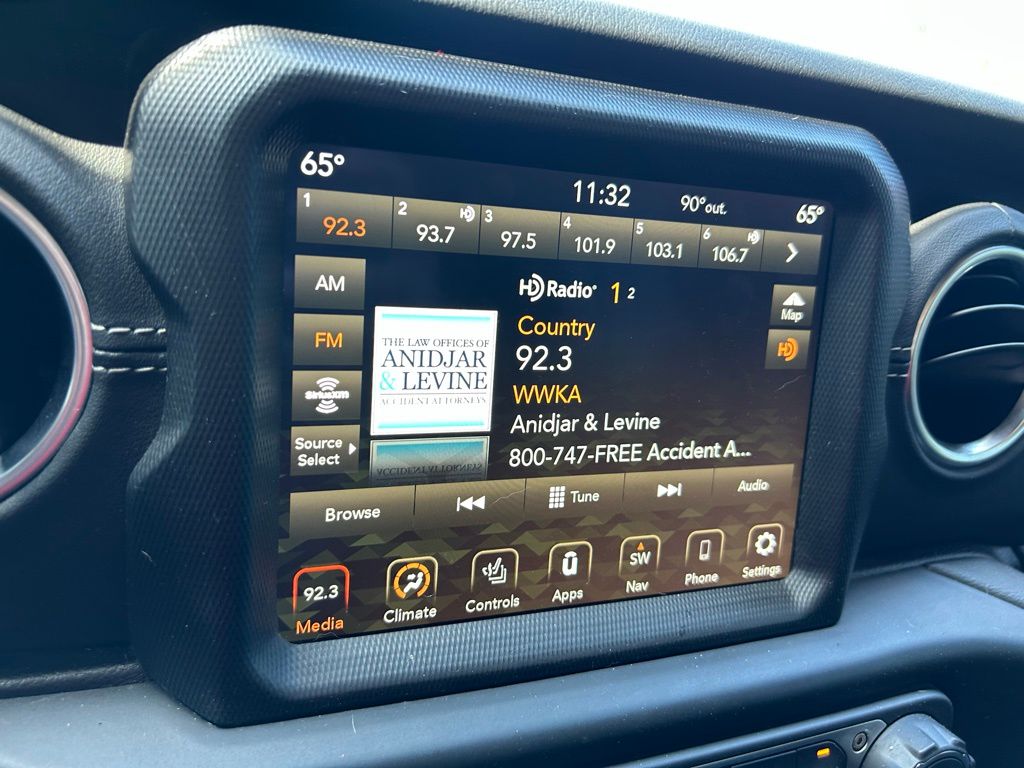 65°
11:32
90°out.
65°
1 92.3
2 HD 93.7
3 97.5
4 101.9
5 103.1
6 HD 106.7
AM
FM
SiriusXM
Source
Select
THE LAW OFFICES OF
ANIDJAR
& LEVINE
ACCIDENT ATTORNEYS
HD Radio 1 2
Country
92.3
WWKA
Anidjar & Levine
800-747-FREE Accident A...
Map
HD
Browse
Tune
Audio
92.3
Media
Climate
Controls
Apps
SW
Nav
Phone
Settings